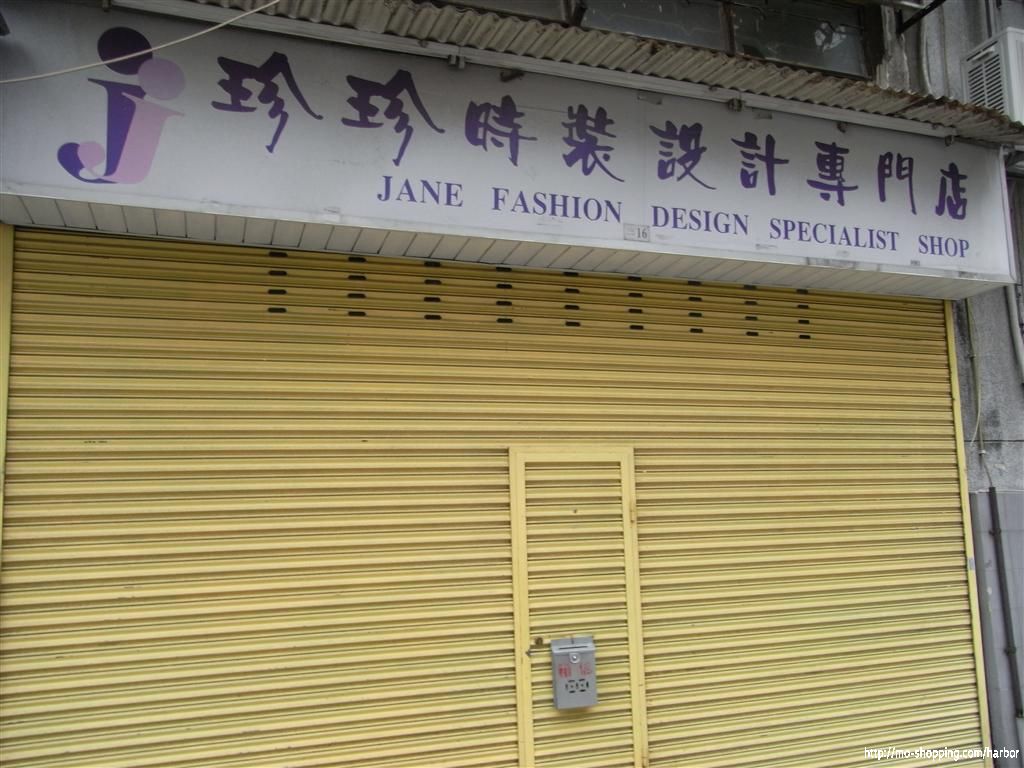 珍珍時裝設計專門店
JANE FASHION DESIGN SPECIALIST SHOP
16
http://mo-shopping.com/harbor